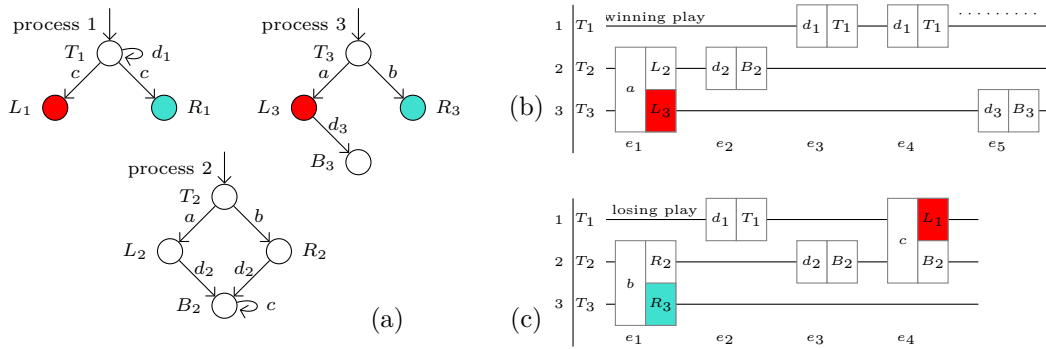 process 1
T1
d1
c
c
L1
R1
process 3
T3
a
b
L3
R3
d3
B3
process 2
T2
a
b
L2
R2
d2
d2
B2
c
(a)
(b)
winning play
1 T1 d1 T1 d1 T1 ........
2 T2 a L2 d2 B2
3 T3 L3 d3 B3
e1 e2 e3 e4 e5
(c)
losing play
1 T1 d1 T1 c L1
2 T2 b R2 d2 B2 B2
3 T3 R3
e1 e2 e3 e4